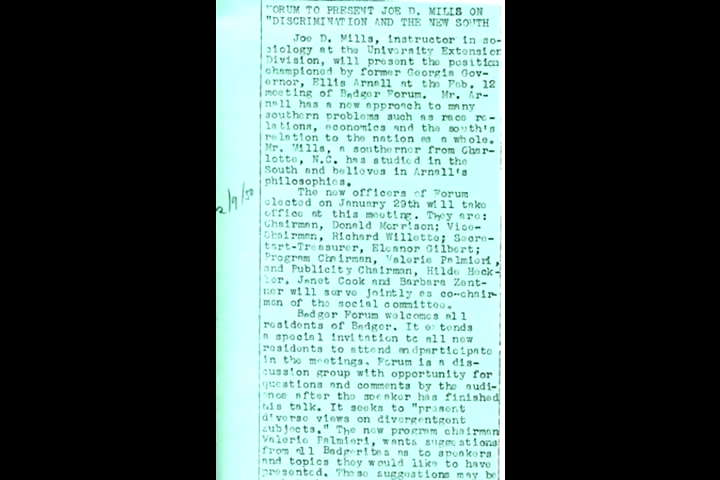 FORUM TO PRESENT JOE D. MILLS ON
"DISCRIMINATION AND THE NEW SOUTH
Joe D. Mills, instructor in so-
ciology at the University Extension
Division, will present the position
championed by former Georgia Gov-
ernor, Ellis Arnall at the Feb. 12
meeting of Badger Forum. Mr. Ar-
nall has a new approach to many
southern problems such as race re-
lations, economics and the south's
relation to the nation as a whole.
Mr. Mills, a southerner from Char-
lotte, N.C. has studied in the
South and believes in Arnall's
philosophies.
2/9/50
The new officers of Forum
elected on January 29th will take
office at this meeting. They are:
Chairman, Donald Morrison; Vice-
Chairman, Richard Willette; Secre-
tart-Treasurer, Eleanor Gilbert;
Program Chairman, Valerie Palmieri,
and Publicity Chairman, Hilde Heck-
ler. Janet Cook and Barbara Zent-
ner will serve jointly as co-chair-
men of the social committee.
Badger Forum welcomes all
residents of Badger. It extends
a special invitation to all new
residents to attend andparticipate
in the meetings. Forum is a dis-
cussion group with opportunity for
questions and comments by the audi-
ence after the speaker has finished
his talk. It seeks to "present
diverse views on divergentgent
subjects." The new program chairman
Valerie Palmieri, wants suggestions
from all Badgerites as to speakers
and topics they would like to have
presented. These suggestions may be